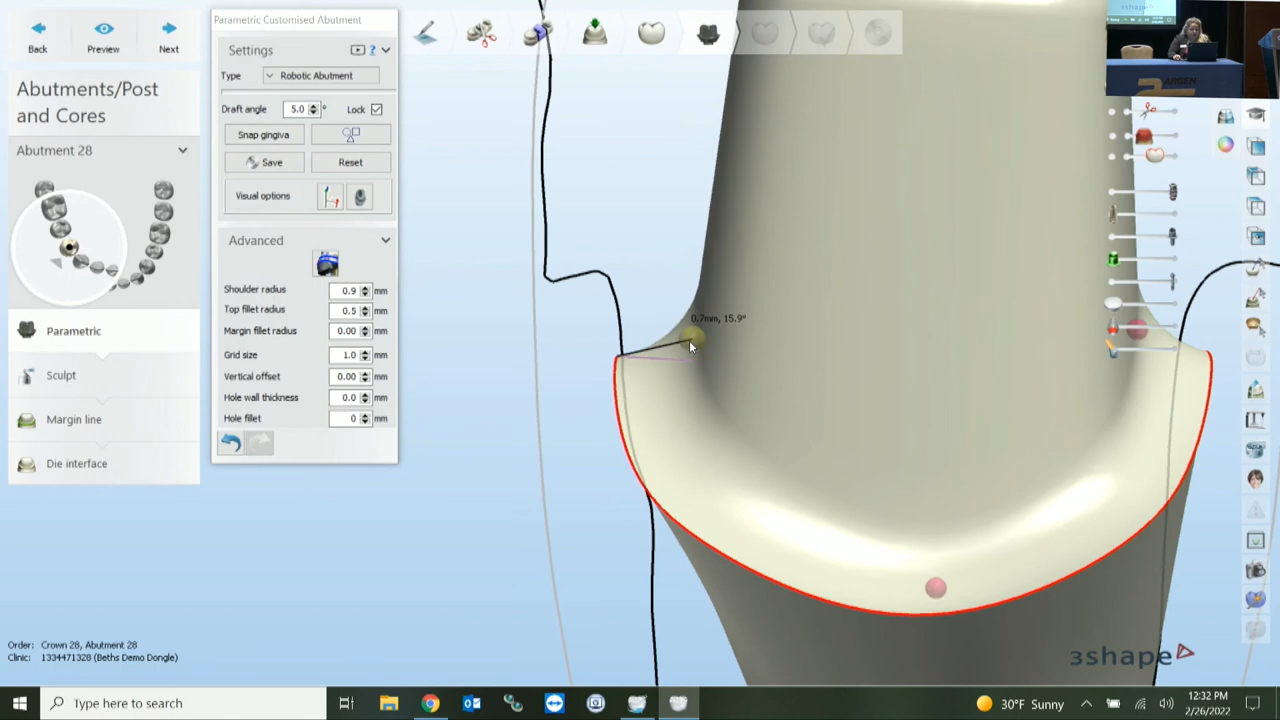 Back
Preview
Next
Abutments/Post
and Cores
Abutment 28
Parametric
Sculpt
Margin line
Die interface
Parametric Customised Abutment
Settings
?
Type
Robotic Abutment
Draft angle
5.0
°
Lock
Snap gingiva
Save
Reset
Visual options
Advanced
Shoulder radius
0.9
mm
Top fillet radius
0.5
mm
Margin fillet radius
0.00
mm
Grid size
1.0
mm
Vertical offset
0.00
mm
Hole wall thickness
0.0
mm
Hole fillet
0
mm
0.7mm, 15.9°
3shape
ARGEN
3shape
Order: Crown 28, Abutment 28
Clinic: 1334471328 (Beths Demo Dongle)
Type here to search
30°F Sunny
12:32 PM
2/26/2022